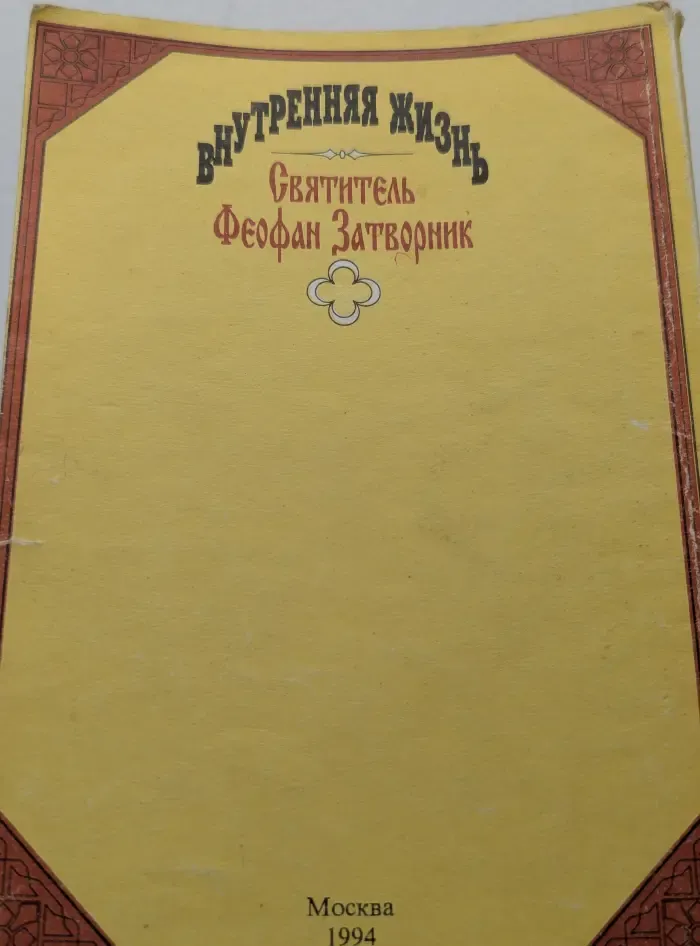 ВНУТРЕННЯЯ ЖИЗНЬ
Святитель
Феофан Затворник
Москва
1994